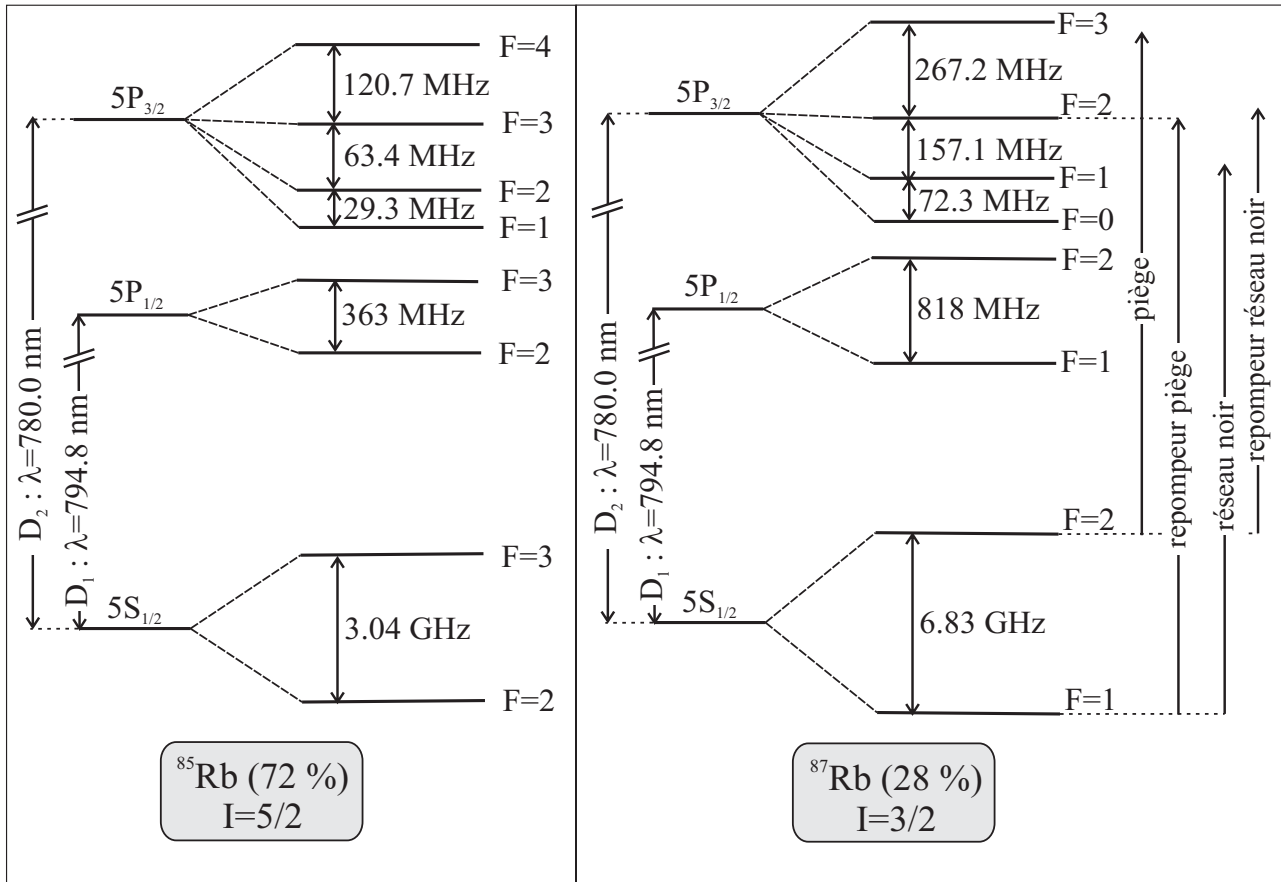 F=4
120.7 MHz
5P3/2
F=3
63.4 MHz
F=2
29.3 MHz
F=1
F=3
5P1/2
363 MHz
F=2
D2 : λ=780.0 nm
D1 : λ=794.8 nm
F=3
5S1/2
3.04 GHz
F=2
85Rb (72 %)
I=5/2
F=3
267.2 MHz
5P3/2
F=2
157.1 MHz
F=1
72.3 MHz
F=0
F=2
5P1/2
818 MHz
F=1
D2 : λ=780.0 nm
D1 : λ=794.8 nm
F=2
5S1/2
6.83 GHz
F=1
piège
repompeur piège
réseau noir
repompeur réseau noir
87Rb (28 %)
I=3/2